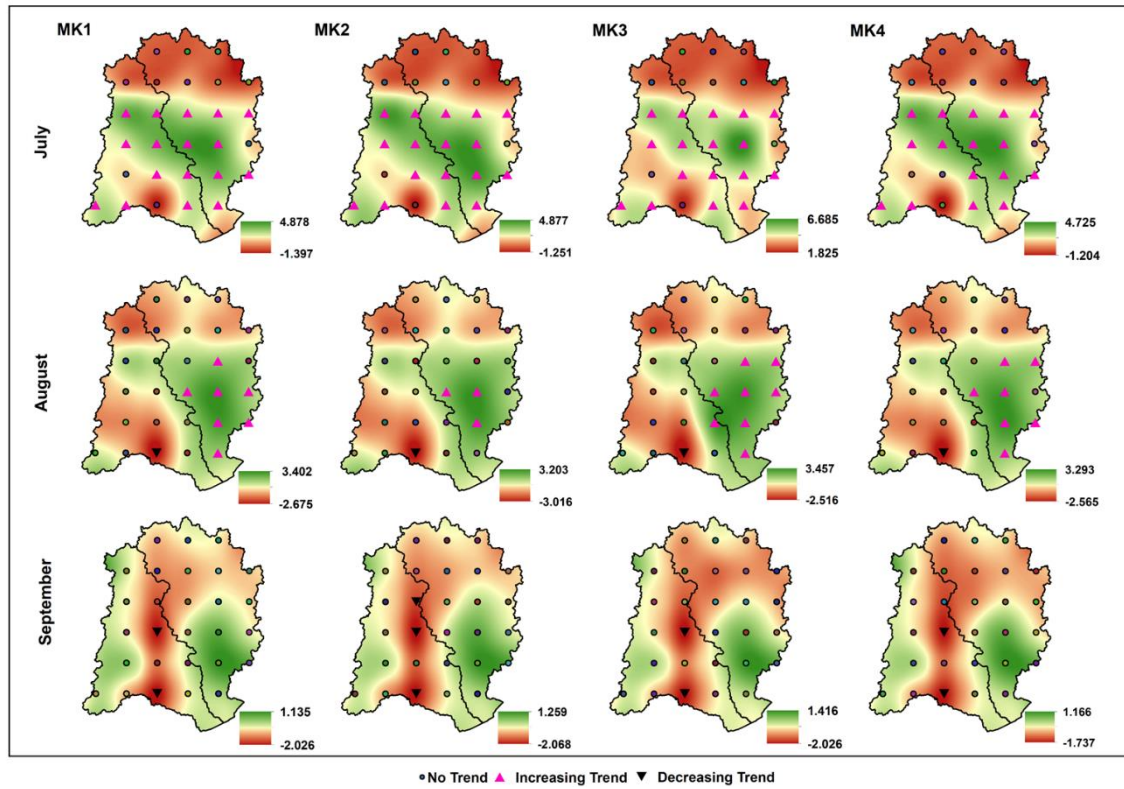 MK1 MK2 MK3 MK4
July
4.878 4.877 6.685 4.725
-1.397 -1.251 1.825 -1.204
August
3.402 3.203 3.457 3.293
-2.675 -3.016 -2.516 -2.565
September
1.135 1.259 1.416 1.166
-2.026 -2.068 -2.026 -1.737
No Trend Increasing Trend Decreasing Trend